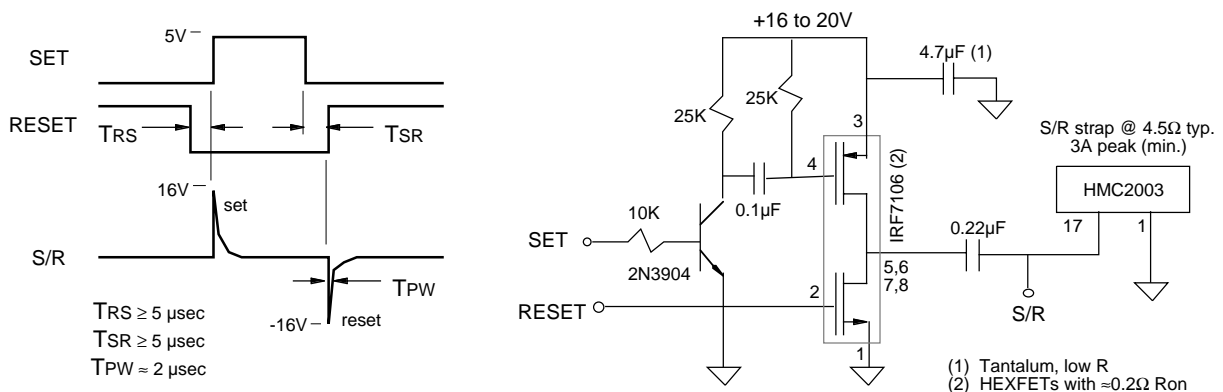 SET
5V
RESET
TRS
TSR
16V
set
S/R
TPW
-16V
reset
TRS ≥ 5 µsec
TSR ≥ 5 µsec
TPW ≈ 2 µsec
+16 to 20V
4.7µF (1)
25K
25K
3
4
0.1µF
IRF7106 (2)
S/R strap @ 4.5Ω typ.
3A peak (min.)
HMC2003
17
1
10K
SET
2N3904
0.22µF
5,6
7,8
RESET
2
S/R
1
(1) Tantalum, low R
(2) HEXFETs with ≈0.2Ω Ron